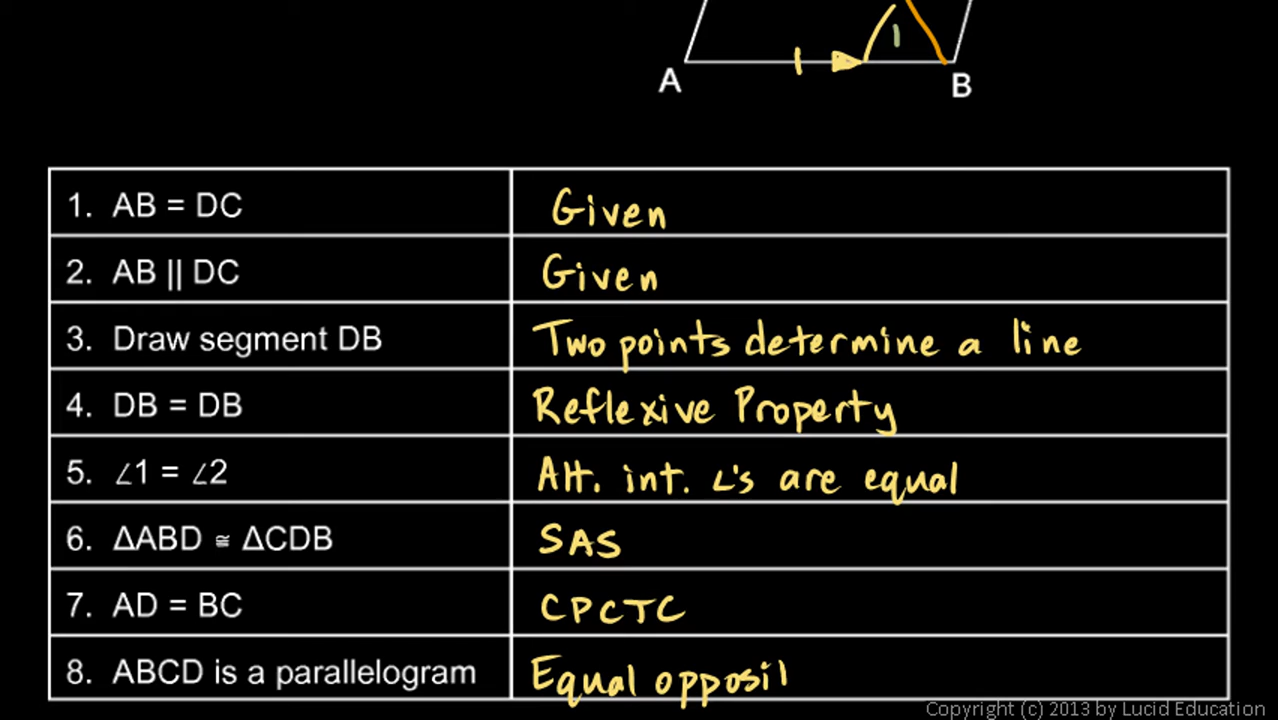 1
A
B
1. AB = DC Given
2. AB || DC Given
3. Draw segment DB Two points determine a line
4. DB = DB Reflexive Property
5. ∠1 = ∠2 Alt. int. ∠'s are equal
6. ΔABD ≅ ΔCDB SAS
7. AD = BC CPCTC
8. ABCD is a parallelogram Equal opposil
Copyright (c) 2013 by Lucid Education